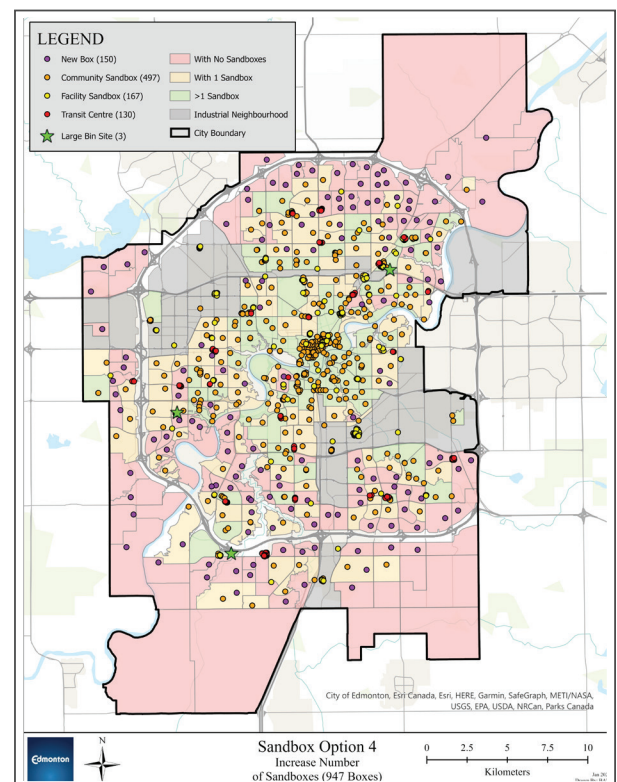 LEGEND
New Box (150)
Community Sandbox (497)
Facility Sandbox (167)
Transit Centre (130)
Large Bin Site (3)
With No Sandboxes
With 1 Sandbox
>1 Sandbox
Industrial Neighbourhood
City Boundary
City of Edmonton, Esri Canada, Esri, HERE, Garmin, SafeGraph, METI/NASA,
USGS, EPA, USDA, NRCan, Parks Canada
Edmonton
N
Sandbox Option 4
Increase Number
of Sandboxes (947 Boxes)
0 2.5 5 7.5 10
Kilometers